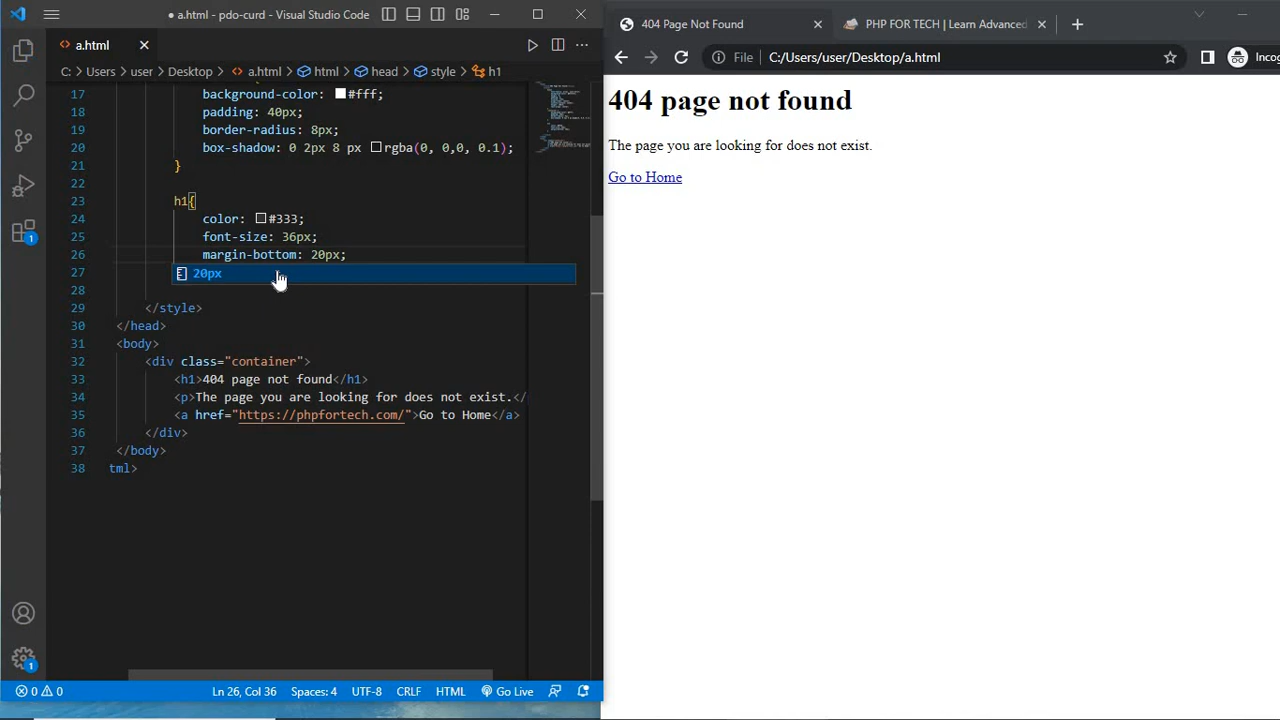 a.html - pdo-curd - Visual Studio Code
a.html
C: > Users > user > Desktop > a.html > html > head > style > h1
17 background-color: #fff;
18 padding: 40px;
19 border-radius: 8px;
20 box-shadow: 0 2px 8 px rgba(0, 0,0, 0.1);
21 }
22
23 h1{
24 color: #333;
25 font-size: 36px;
26 margin-bottom: 20px;
27 20px
28
29 </style>
30 </head>
31 <body>
32 <div class="container">
33 <h1>404 page not found</h1>
34 <p>The page you are looking for does not exist.</
35 <a href="https://phpfortech.com/">Go to Home</a>
36 </div>
37 </body>
38 tml>
1
1
0 0 Ln 26, Col 36 Spaces: 4 UTF-8 CRLF HTML Go Live
404 Page Not Found
PHP FOR TECH | Learn Advanced
File C:/Users/user/Desktop/a.html
Incog
404 page not found
The page you are looking for does not exist.
Go to Home